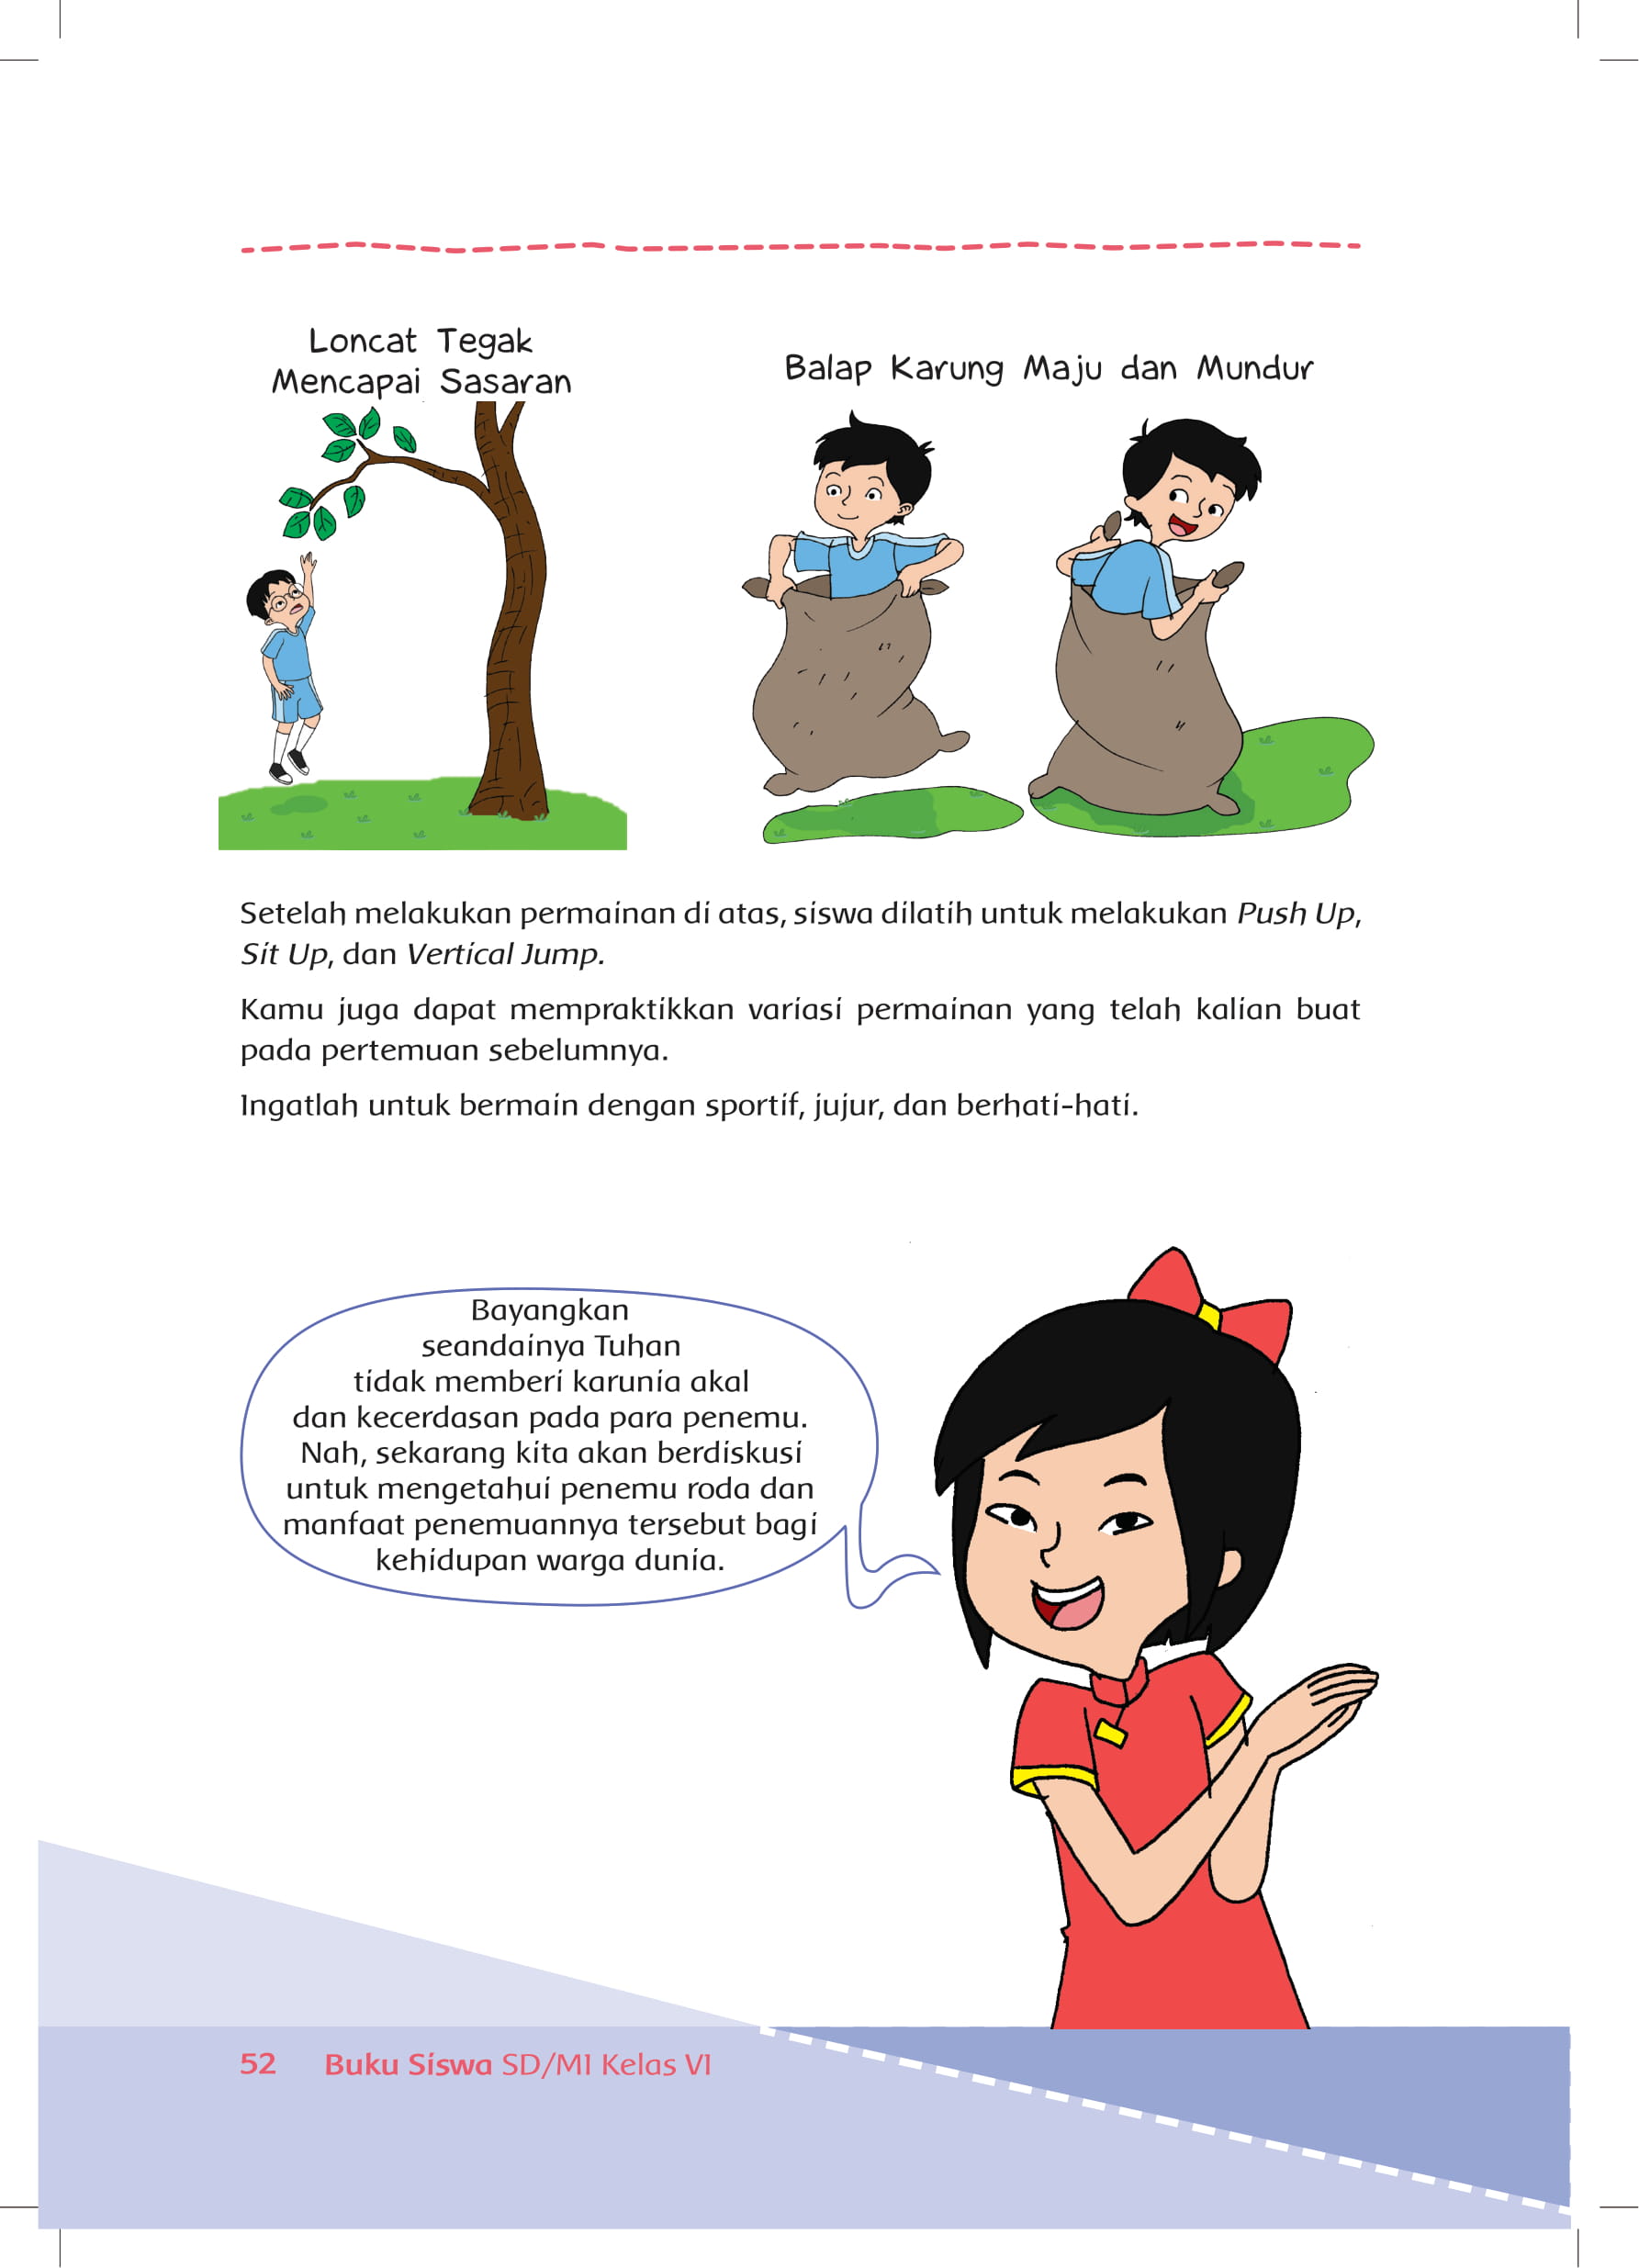 Loncat Tegak
Mencapai Sasaran
Balap Karung Maju dan Mundur
Setelah melakukan permainan di atas, siswa dilatih untuk melakukan Push Up,
Sit Up, dan Vertical Jump.
Kamu juga dapat mempraktikkan variasi permainan yang telah kalian buat
pada pertemuan sebelumnya.
Ingatlah untuk bermain dengan sportif, jujur, dan berhati-hati.
Bayangkan
seandainya Tuhan
tidak memberi karunia akal
dan kecerdasan pada para penemu.
Nah, sekarang kita akan berdiskusi
untuk mengetahui penemu roda dan
manfaat penemuannya tersebut bagi
kehidupan warga dunia.
52 Buku Siswa SD/MI Kelas VI